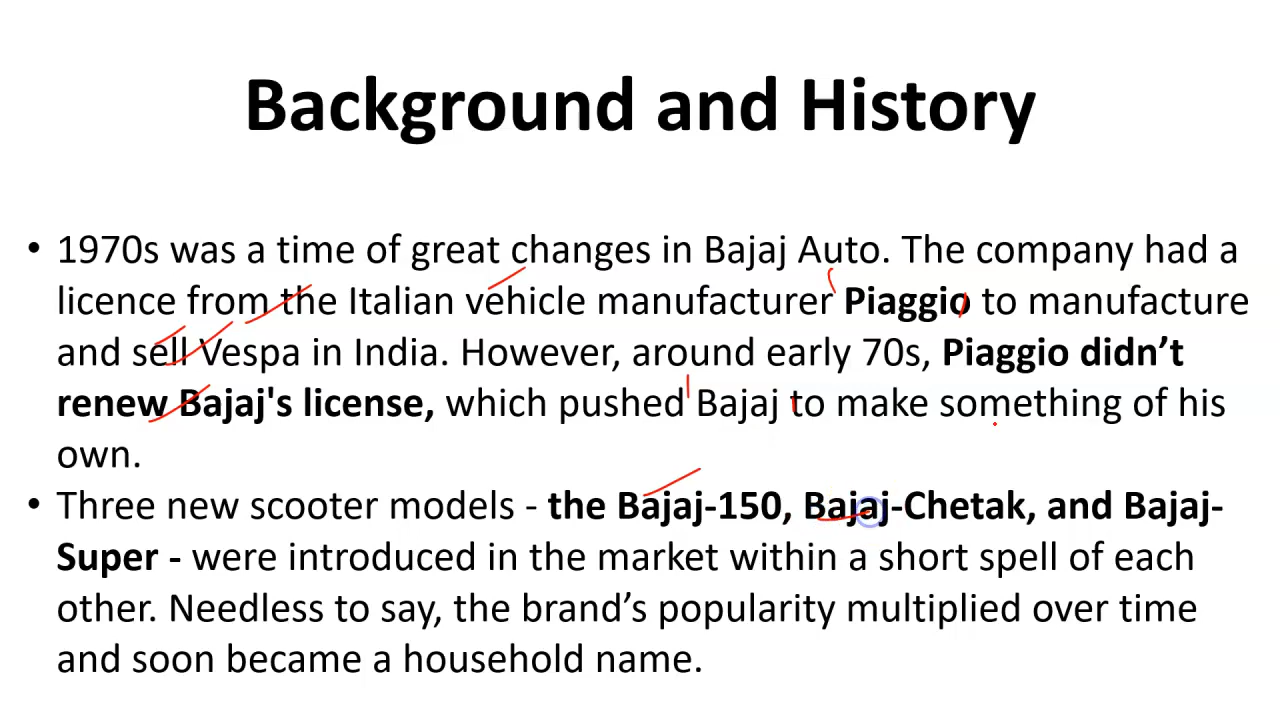 Background and History
• 1970s was a time of great changes in Bajaj Auto. The company had a
licence from the Italian vehicle manufacturer Piaggio to manufacture
and sell Vespa in India. However, around early 70s, Piaggio didn’t
renew Bajaj's license, which pushed Bajaj to make something of his
own.
• Three new scooter models - the Bajaj-150, Bajaj-Chetak, and Bajaj-
Super - were introduced in the market within a short spell of each
other. Needless to say, the brand’s popularity multiplied over time
and soon became a household name.